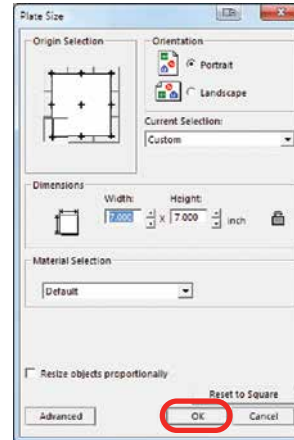 Plate Size
Origin Selection
Orientation
Portrait
Landscape
Current Selection:
Custom
Dimensions
Width: Height:
7.000 x 7.000 inch
Material Selection
Default
Resize objects proportionally
Reset to Square
Advanced OK Cancel